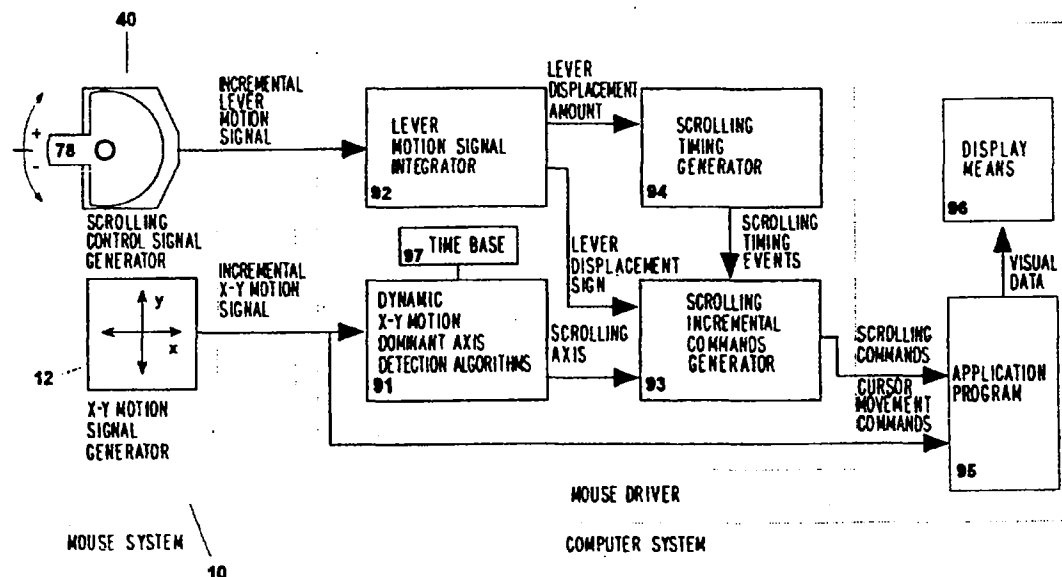 40
+
78
-
SCROLLING
CONTROL SIGNAL
GENERATOR
INCREMENTAL
LEVER
MOTION
SIGNAL
LEVER
MOTION SIGNAL
INTEGRATOR
92
LEVER
DISPLACEMENT
AMOUNT
SCROLLING
TIMING
GENERATOR
94
DISPLAY
MEANS
96
SCROLLING
TIMING
EVENTS
LEVER
DISPLACEMENT
SIGN
VISUAL
DATA
97 TIME BASE
INCREMENTAL
X-Y MOTION
SIGNAL
y
x
12
X-Y MOTION
SIGNAL
GENERATOR
DYNAMIC
X-Y MOTION
DOMINANT AXIS
DETECTION ALGORITHMS
91
SCROLLING
AXIS
SCROLLING
INCREMENTAL
COMMANDS
GENERATOR
93
SCROLLING
COMMANDS
CURSOR
MOVEMENT
COMMANDS
APPLICATION
PROGRAM
95
MOUSE DRIVER
MOUSE SYSTEM
COMPUTER SYSTEM
10